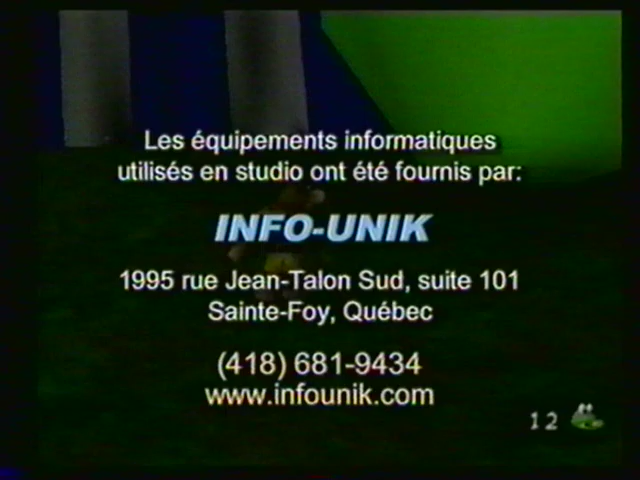 Les équipements informatiques
utilisés en studio ont été fournis par:
INFO-UNIK
1995 rue Jean-Talon Sud, suite 101
Sainte-Foy, Québec
(418) 681-9434
www.infounik.com
12